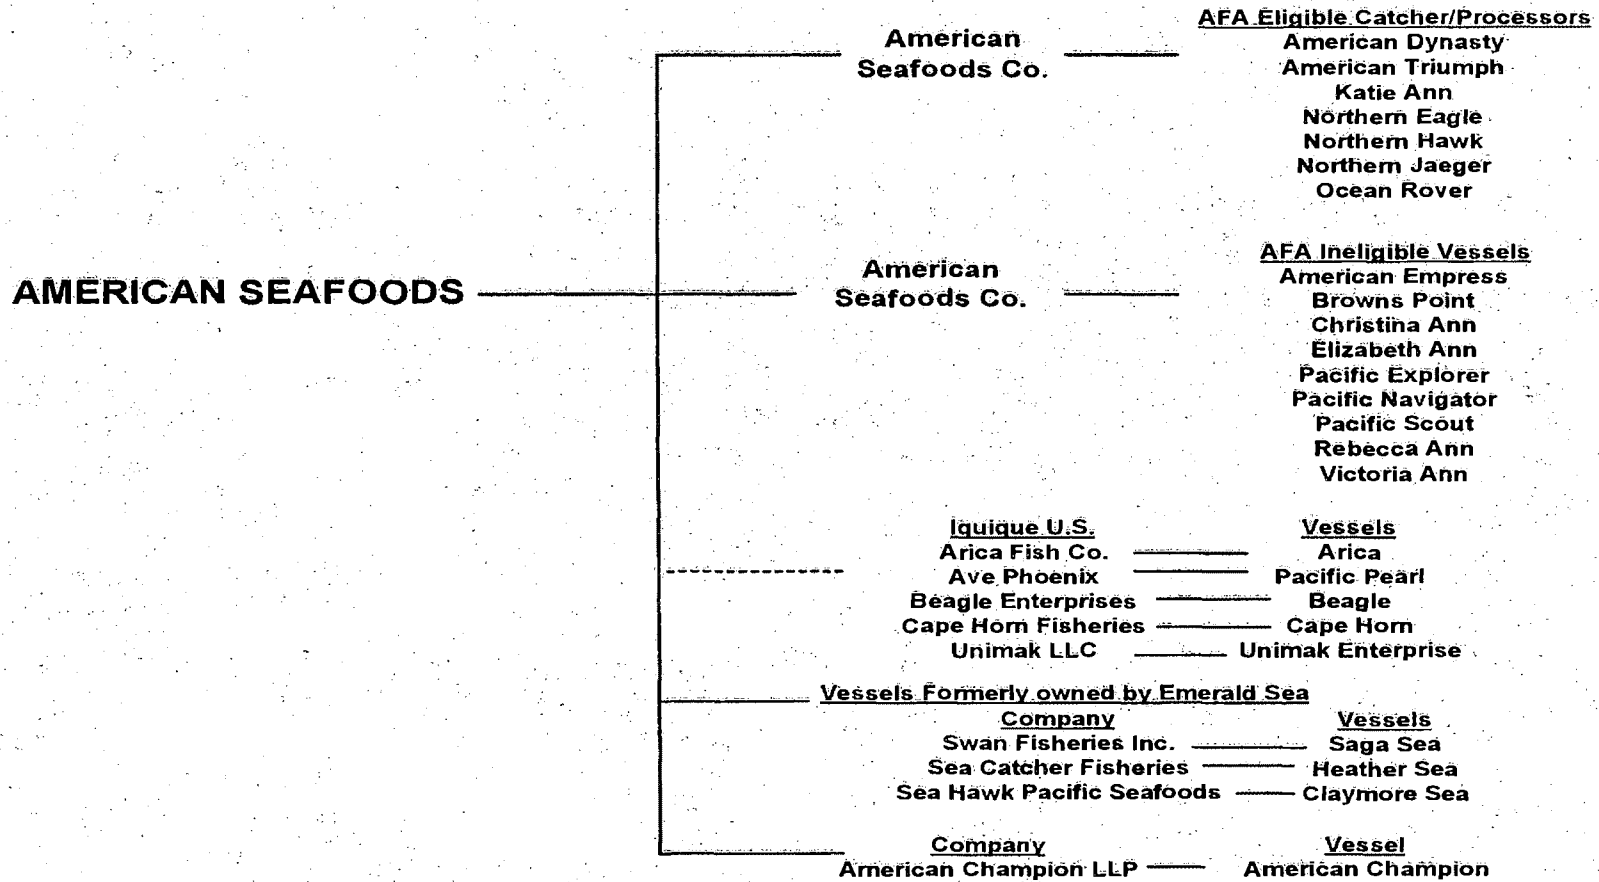 AFA Eligible Catcher/Processors
American
Seafoods Co.
American Dynasty
American Triumph
Katie Ann
Northern Eagle
Northern Hawk
Northern Jaeger
Ocean Rover
AMERICAN SEAFOODS
American
Seafoods Co.
AFA Ineligible Vessels
American Empress
Browns Point
Christina Ann
Elizabeth Ann
Pacific Explorer
Pacific Navigator
Pacific Scout
Rebecca Ann
Victoria Ann
Iquique U.S. Vessels
Arica Fish Co. Arica
Ave Phoenix Pacific Pearl
Beagle Enterprises Beagle
Cape Horn Fisheries Cape Horn
Unimak LLC Unimak Enterprise
Vessels Formerly owned by Emerald Sea
Company Vessels
Swan Fisheries Inc. Saga Sea
Sea Catcher Fisheries Heather Sea
Sea Hawk Pacific Seafoods Claymore Sea
Company Vessel
American Champion LLP American Champion